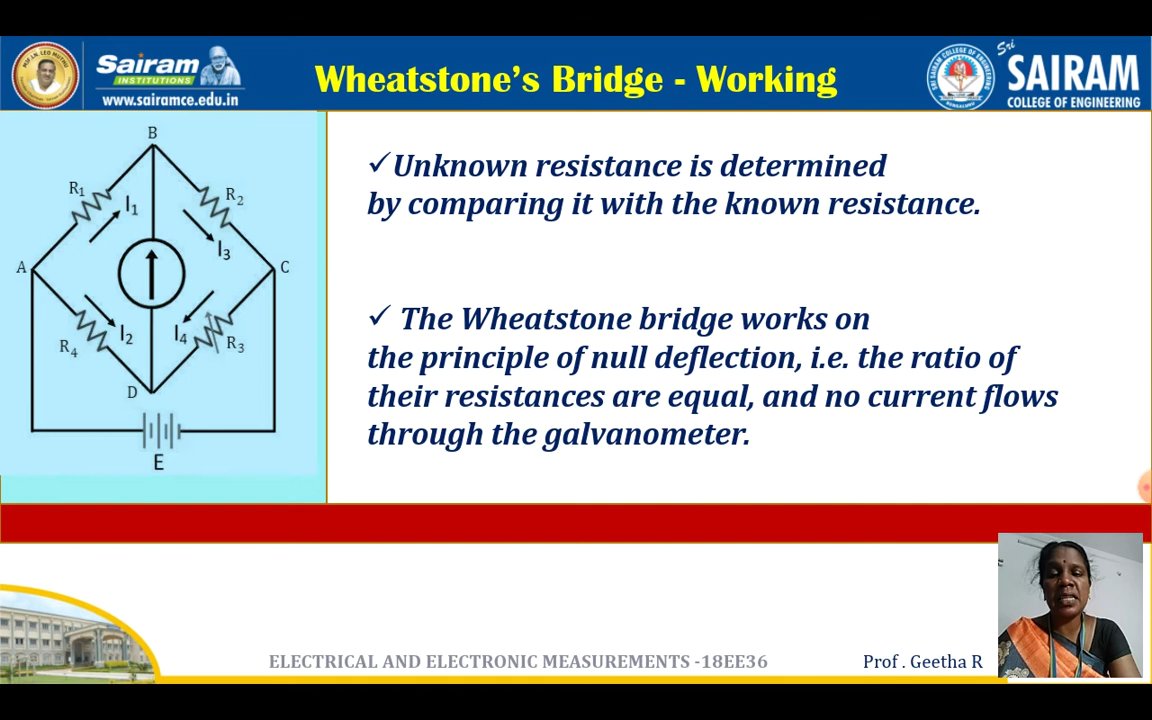 Sairam
INSTITUTIONS
www.sairamce.edu.in
Wheatstone's Bridge - Working
Sri
SAIRAM
COLLEGE OF ENGINEERING
B
R1
I1
R2
I3
A
C
R4
I2
I4
R3
D
E
✓Unknown resistance is determined
by comparing it with the known resistance.
✓ The Wheatstone bridge works on
the principle of null deflection, i.e. the ratio of
their resistances are equal, and no current flows
through the galvanometer.
ELECTRICAL AND ELECTRONIC MEASUREMENTS -18EE36
Prof . Geetha R